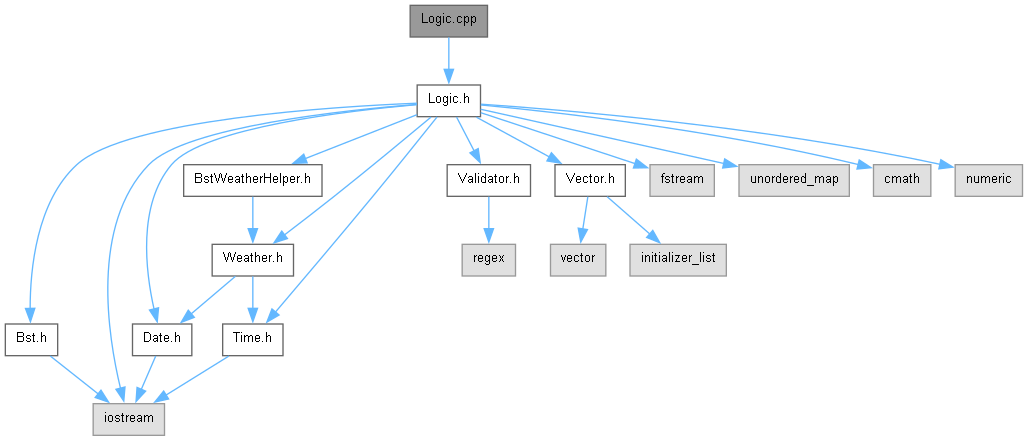 Logic.cpp
Logic.h
BstWeatherHelper.h
Validator.h
Vector.h
fstream
unordered_map
cmath
numeric
Weather.h
regex
vector
initializer_list
Bst.h
Date.h
Time.h
iostream